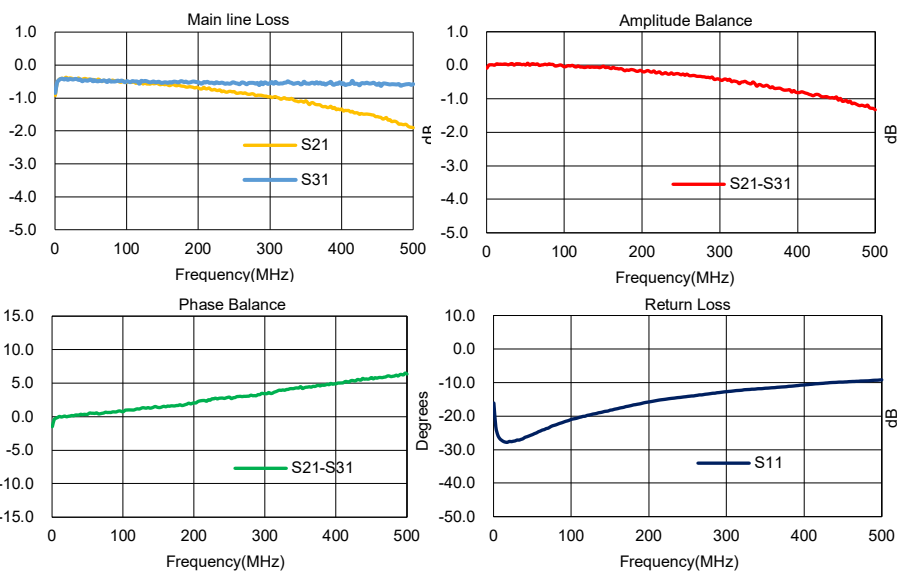 Main line Loss
1.0
0.0
-1.0
-2.0
-3.0
-4.0
-5.0
S21
S31
dB
0 100 200 300 400 500
Frequency(MHz)
Amplitude Balance
1.0
0.0
-1.0
-2.0
-3.0
-4.0
-5.0
S21-S31
dB
0 100 200 300 400 500
Frequency(MHz)
Phase Balance
15.0
10.0
5.0
0.0
-5.0
-10.0
-15.0
S21-S31
Degrees
0 100 200 300 400 500
Frequency(MHz)
Return Loss
10.0
0.0
-10.0
-20.0
-30.0
-40.0
-50.0
S11
dB
0 100 200 300 400 500
Frequency(MHz)